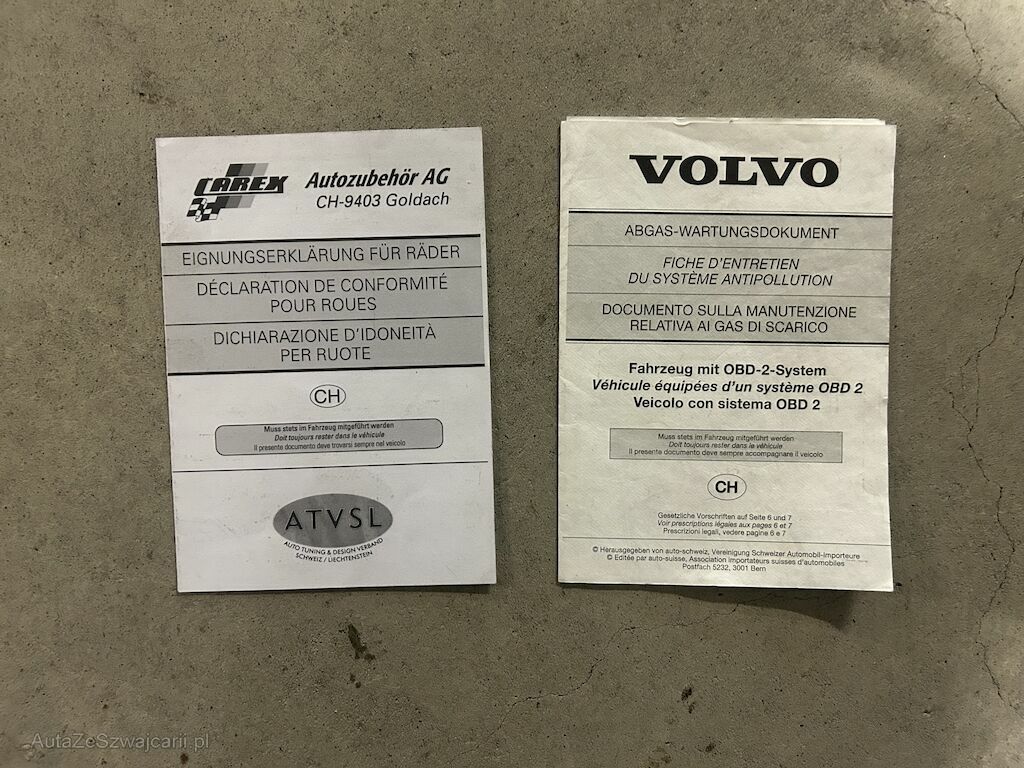 CAREX
Autozubehör AG
CH-9403 Goldach
EIGNUNGSERKLÄRUNG FÜR RÄDER
DÉCLARATION DE CONFORMITÉ
POUR ROUES
DICHIARAZIONE D'IDONEITÀ
PER RUOTE
CH
Muss stets im Fahrzeug mitgeführt werden
Doit toujours rester dans le véhicule
Il presente documento deve trovarsi sempre nel veicolo
ATVSL
AUTO TUNING & DESIGN VERBAND
SCHWEIZ / LIECHTENSTEIN
VOLVO
ABGAS-WARTUNGSDOKUMENT
FICHE D'ENTRETIEN
DU SYSTÈME ANTIPOLLUTION
DOCUMENTO SULLA MANUTENZIONE
RELATIVA AI GAS DI SCARICO
Fahrzeug mit OBD-2-System
Véhicule équipées d'un système OBD 2
Veicolo con sistema OBD 2
Muss stets im Fahrzeug mitgeführt werden
Doit toujours rester dans le véhicule
Il presente documento deve sempre accompagnare il veicolo
CH
Gesetzliche Vorschriften auf Seite 6 und 7
Voir prescriptions légales aux pages 6 et 7
Prescrizioni legali, vedere pagine 6 e 7
© Herausgegeben von auto-schweiz, Vereinigung Schweizer Automobil-Importeure
© Editée par auto-suisse, Association importateurs suisses d'automobiles
Postfach 5232, 3001 Bern
AutaZeSzwajcarii.pl